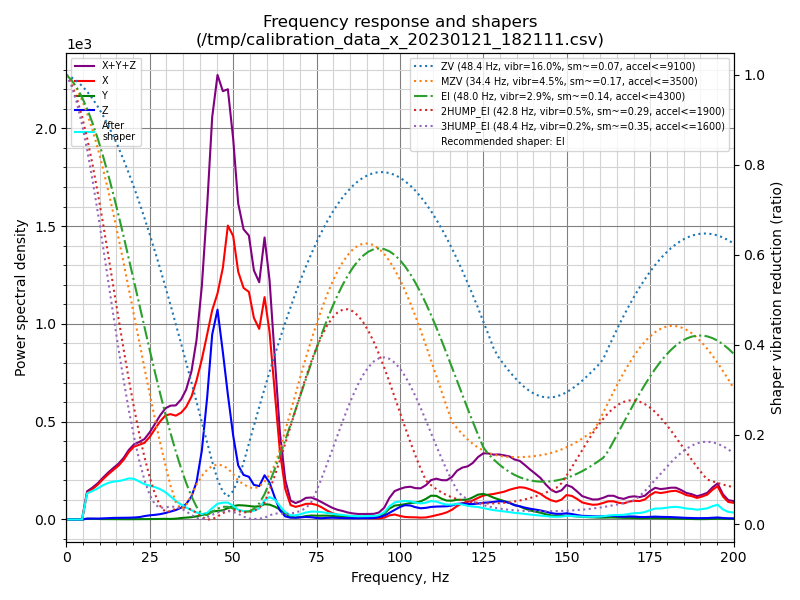 Frequency response and shapers
(/tmp/calibration_data_x_20230121_182111.csv)
1e3
X+Y+Z
X
Y
Z
After
shaper
ZV (48.4 Hz, vibr=16.0%, sm~=0.07, accel<=9100)
MZV (34.4 Hz, vibr=4.5%, sm~=0.17, accel<=3500)
EI (48.0 Hz, vibr=2.9%, sm~=0.14, accel<=4300)
2HUMP_EI (42.8 Hz, vibr=0.5%, sm~=0.29, accel<=1900)
3HUMP_EI (48.4 Hz, vibr=0.2%, sm~=0.35, accel<=1600)
Recommended shaper: EI
Power spectral density
2.0
1.5
1.0
0.5
0.0
1.0
0.8
0.6
0.4
0.2
0.0
Shaper vibration reduction (ratio)
0 25 50 75 100 125 150 175 200
Frequency, Hz